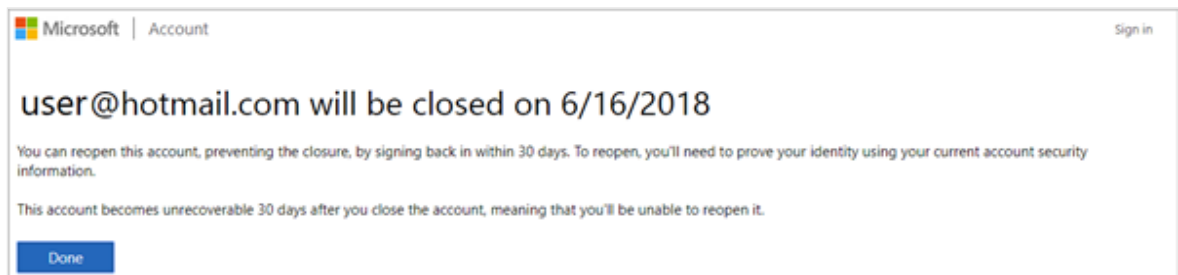 Microsoft | Account Sign in
user@hotmail.com will be closed on 6/16/2018
You can reopen this account, preventing the closure, by signing back in within 30 days. To reopen, you'll need to prove your identity using your current account security
information.
This account becomes unrecoverable 30 days after you close the account, meaning that you'll be unable to reopen it.
Done